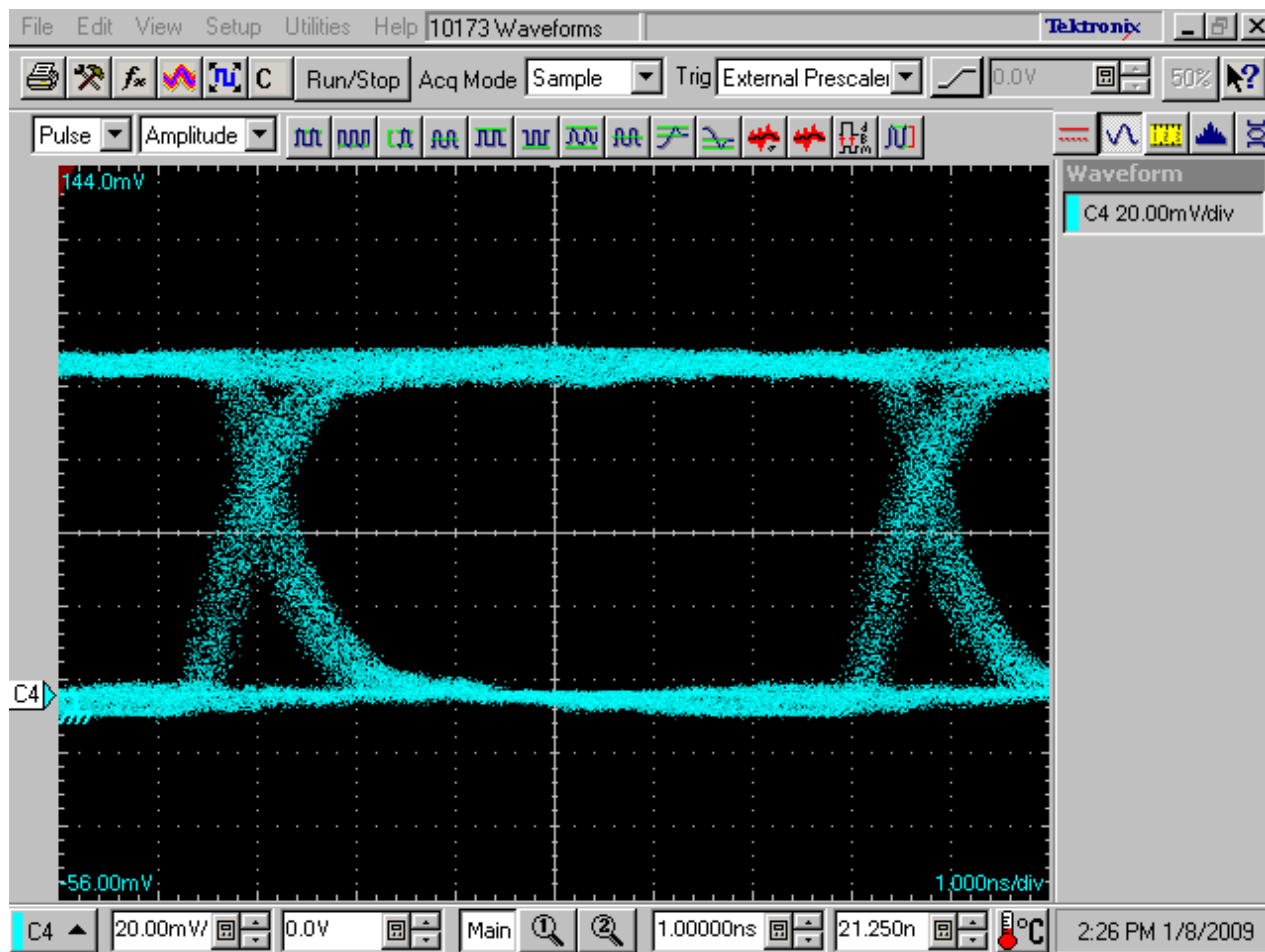 File Edit View Setup Utilities Help 10173 Waveforms Tektronix
C Run/Stop Acq Mode Sample Trig External Prescaler 0.0V 50% ?
Pulse Amplitude
144.0mV
Waveform
C4 20.00mV/div
C4
-56.00mV 1.000ns/div
C4 20.00mV/ 0.0V Main 1 2 1.00000ns 21.250n °C 2:26 PM 1/8/2009